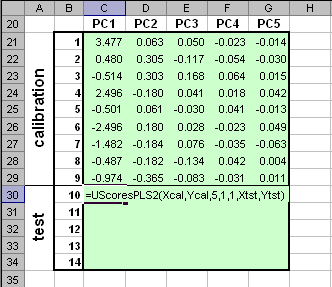 A B C D E F G H
20 PC1 PC2 PC3 PC4 PC5
21 1 3.477 0.063 0.050 -0.023 -0.014
22 2 0.480 0.305 -0.117 -0.054 -0.030
23 3 -0.514 0.303 0.168 0.064 0.015
24 4 2.496 -0.180 0.041 0.018 0.042
25 5 -0.501 0.061 -0.030 0.041 -0.013
26 6 -2.496 0.180 0.028 -0.023 0.049
27 7 -1.482 -0.184 0.076 -0.035 -0.063
28 8 -0.487 -0.182 -0.134 0.042 0.004
29 9 -0.974 -0.365 -0.083 -0.031 0.011
calibration
30 10 =UScoresPLS2(Xcal,Ycal,5,1,1,Xtst,Ytst)
31 11
32 12
33 13
34 14
test
35